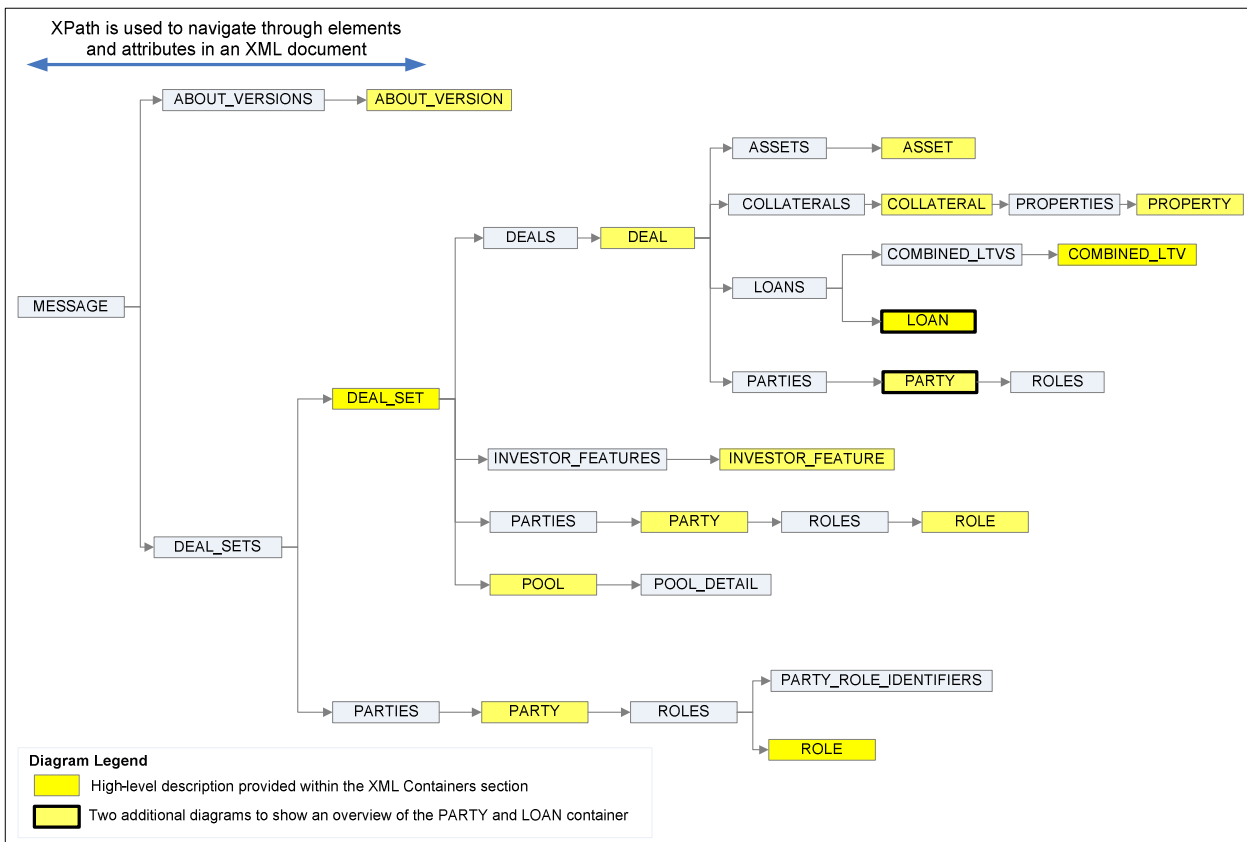 XPath is used to navigate through elements
and attributes in an XML document
ABOUT_VERSIONS
ABOUT_VERSION
ASSETS
ASSET
COLLATERALS
COLLATERAL
PROPERTIES
PROPERTY
DEALS
DEAL
COMBINED_LTVS
COMBINED_LTV
LOANS
MESSAGE
LOAN
PARTIES
PARTY
ROLES
DEAL_SET
INVESTOR_FEATURES
INVESTOR_FEATURE
PARTIES
PARTY
ROLES
ROLE
DEAL_SETS
POOL
POOL_DETAIL
PARTY_ROLE_IDENTIFIERS
PARTIES
PARTY
ROLES
ROLE
Diagram Legend
High-level description provided within the XML Containers section
Two additional diagrams to show an overview of the PARTY and LOAN container